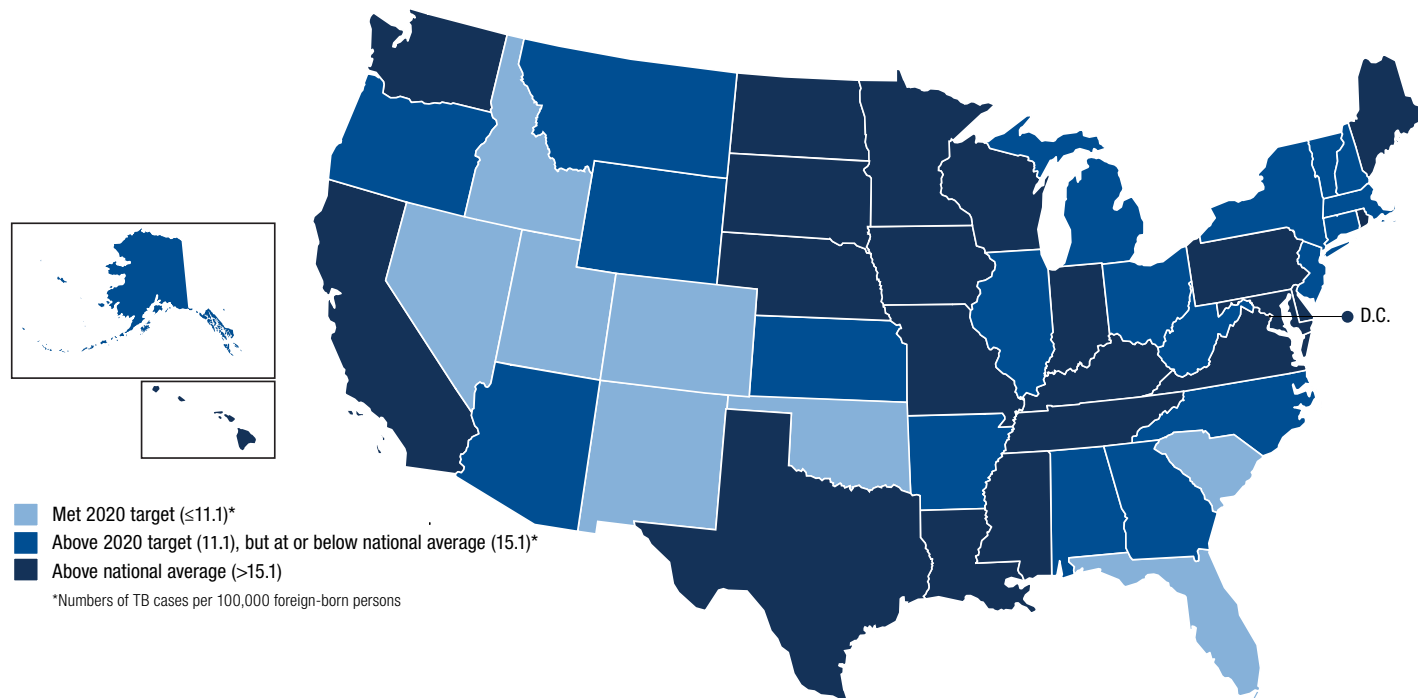 D.C.
Met 2020 target (≤11.1)*
Above 2020 target (11.1), but at or below national average (15.1)*
Above national average (>15.1)
*Numbers of TB cases per 100,000 foreign-born persons